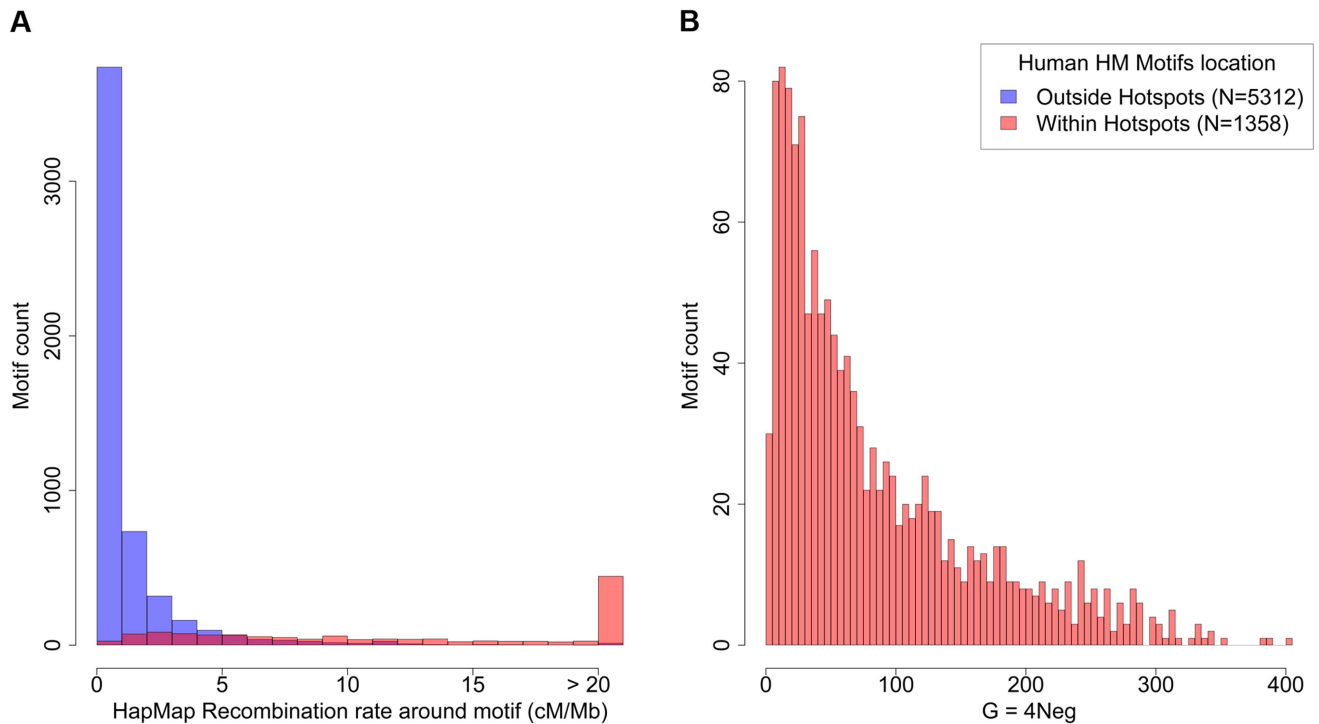 A
Motif count
3000
2000
1000
0
0 5 10 15 > 20
HapMap Recombination rate around motif (cM/Mb)
B
Human HM Motifs location
Outside Hotspots (N=5312)
Within Hotspots (N=1358)
Motif count
80
60
40
20
0
0 100 200 300 400
G = 4Neg